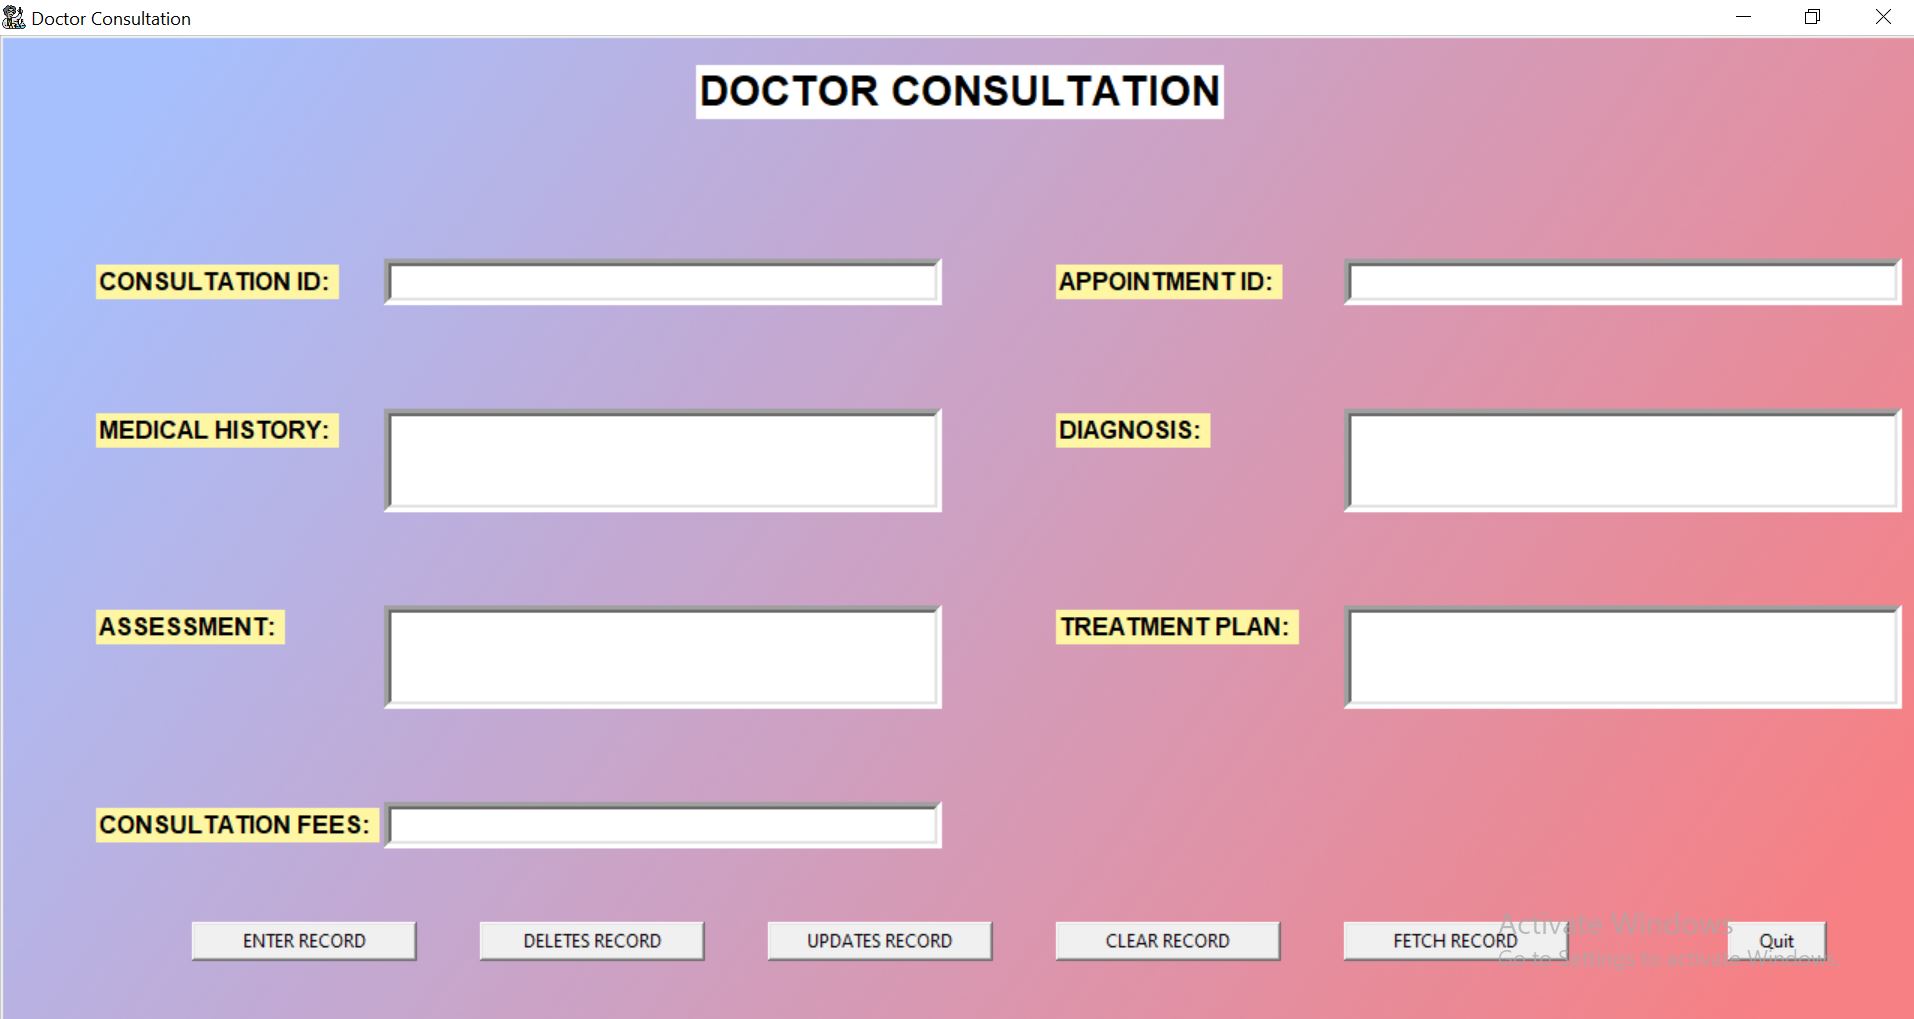 Doctor Consultation
DOCTOR CONSULTATION
CONSULTATION ID:
APPOINTMENT ID:
MEDICAL HISTORY:
DIAGNOSIS:
ASSESSMENT:
TREATMENT PLAN:
CONSULTATION FEES:
ENTER RECORD
DELETES RECORD
UPDATES RECORD
CLEAR RECORD
FETCH RECORD
Quit
Activate Windows
Go to Settings to activate Windows.